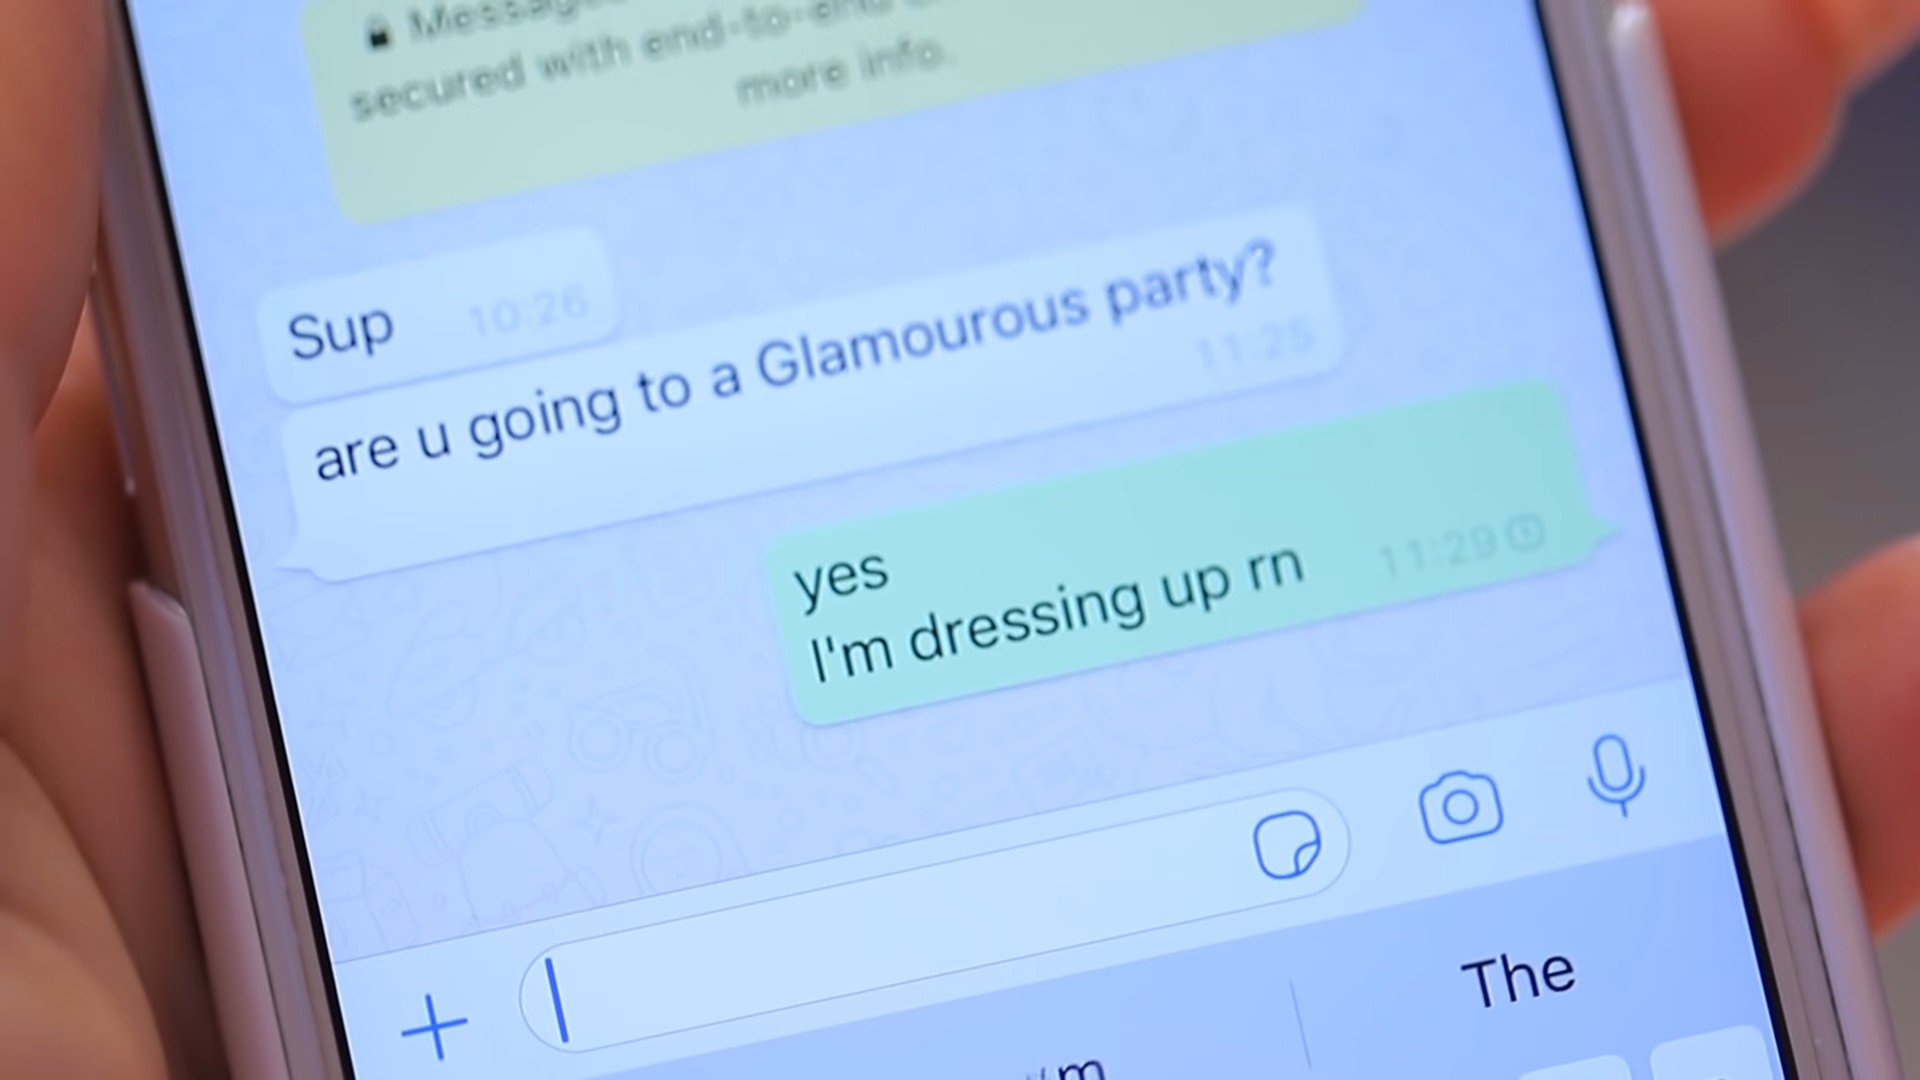 Messages
secured with end-to-end
more info.
Sup 10:26
are u going to a Glamourous party?
11:25
yes
I'm dressing up rn 11:29
The